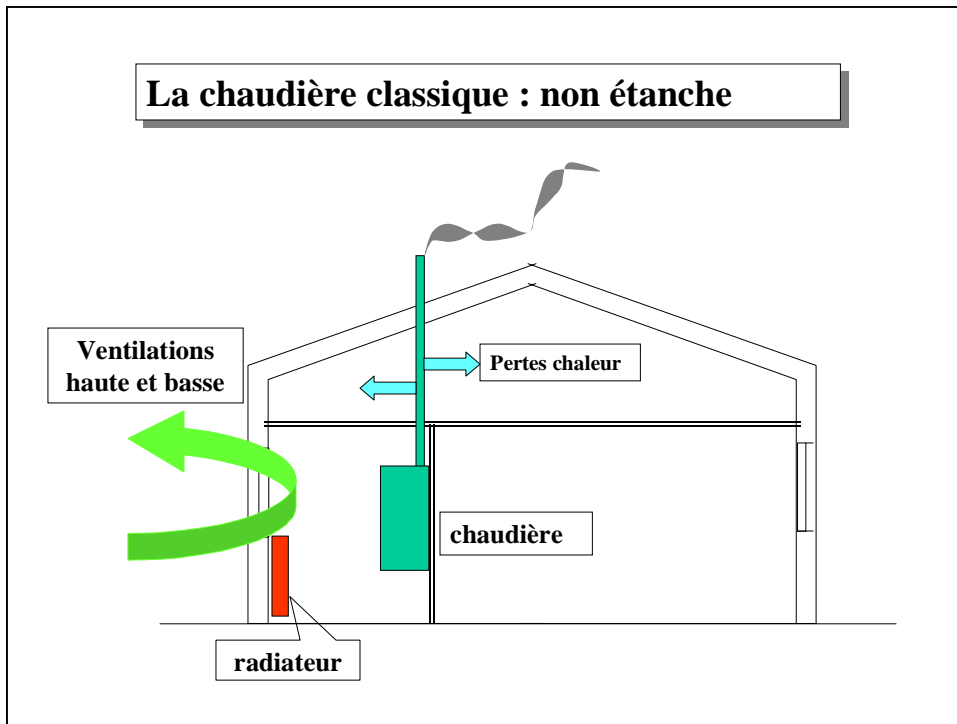 La chaudière classique : non étanche
Ventilations
haute et basse
Pertes chaleur
chaudière
radiateur